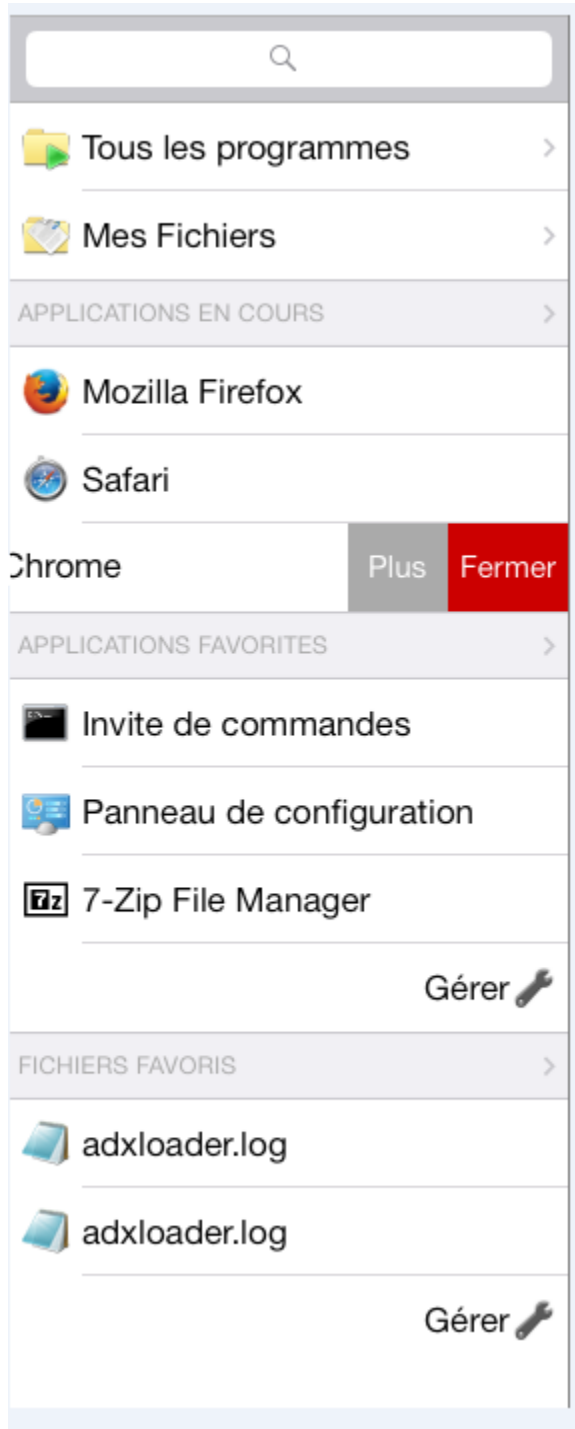 Tous les programmes
Mes Fichiers
APPLICATIONS EN COURS
Mozilla Firefox
Safari
Chrome Plus Fermer
APPLICATIONS FAVORITES
Invite de commandes
Panneau de configuration
7-Zip File Manager
Gérer
FICHIERS FAVORIS
adxloader.log
adxloader.log
Gérer